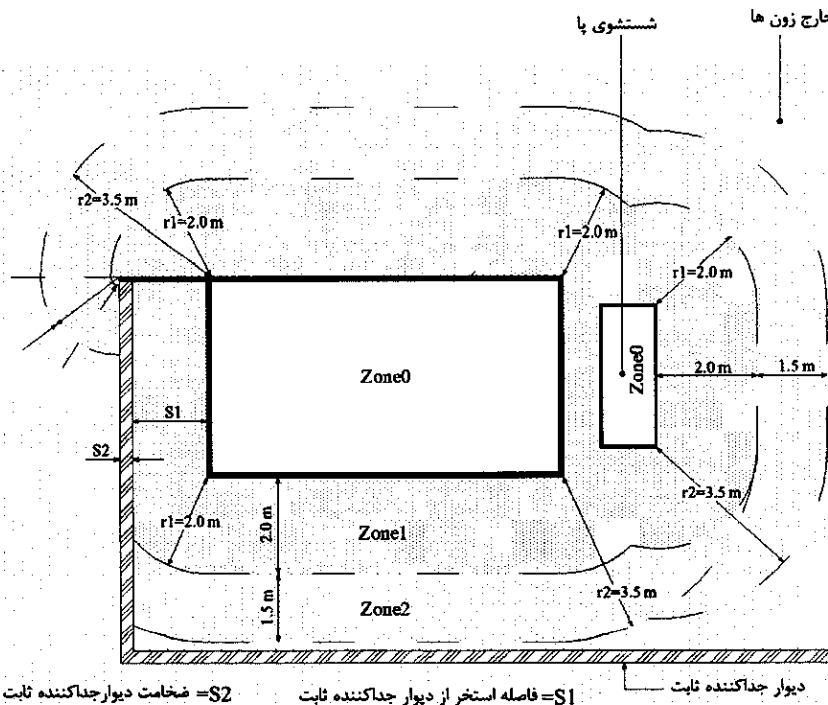 خارج زون ها
شستشوی پا
r2=3.5 m
r1=2.0 m
r1=2.0 m
r1=2.0 m
Zone0
Zone0
2.0 m
1.5 m
S1
S2
r1=2.0 m
2.0 m
Zone1
r2=3.5 m
1.5 m
Zone2
r2=3.5 m
دیوار جداکننده ثابت
S1= فاصله استخر از دیوار جداکننده ثابت
S2= ضخامت دیوارجداکننده ثابت